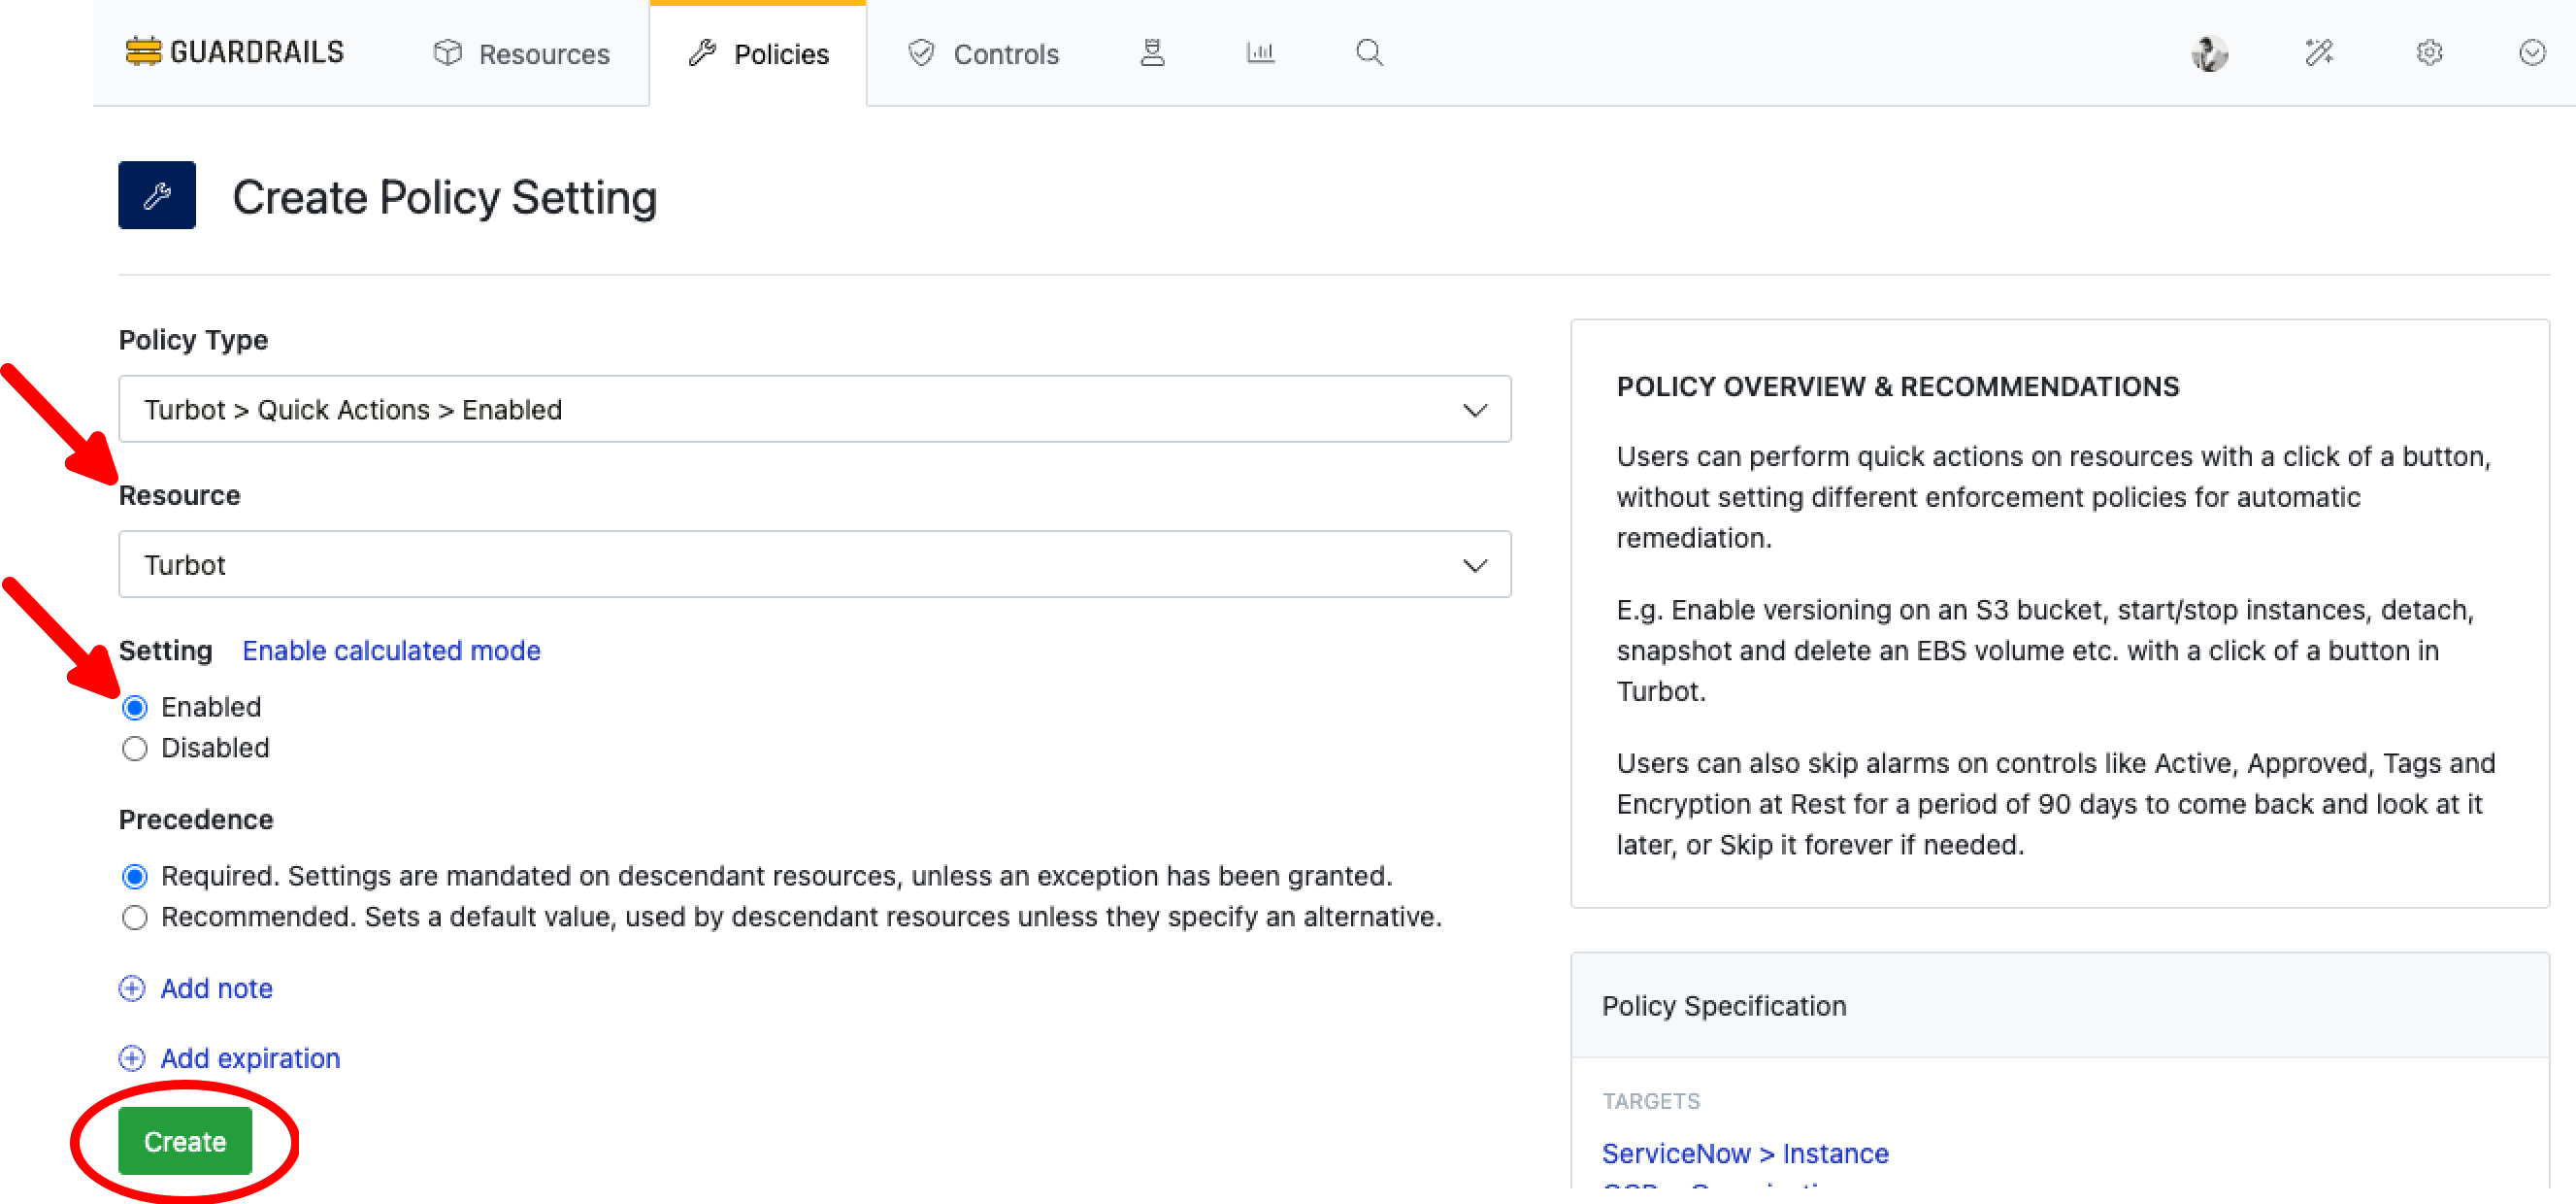 GUARDRAILS
Resources
Policies
Controls
Create Policy Setting
Policy Type
Turbot > Quick Actions > Enabled
Resource
Turbot
Setting Enable calculated mode
Enabled
Disabled
Precedence
Required. Settings are mandated on descendant resources, unless an exception has been granted.
Recommended. Sets a default value, used by descendant resources unless they specify an alternative.
Add note
Add expiration
Create
POLICY OVERVIEW & RECOMMENDATIONS
Users can perform quick actions on resources with a click of a button,
without setting different enforcement policies for automatic
remediation.
E.g. Enable versioning on an S3 bucket, start/stop instances, detach,
snapshot and delete an EBS volume etc. with a click of a button in
Turbot.
Users can also skip alarms on controls like Active, Approved, Tags and
Encryption at Rest for a period of 90 days to come back and look at it
later, or Skip it forever if needed.
Policy Specification
TARGETS
ServiceNow > Instance